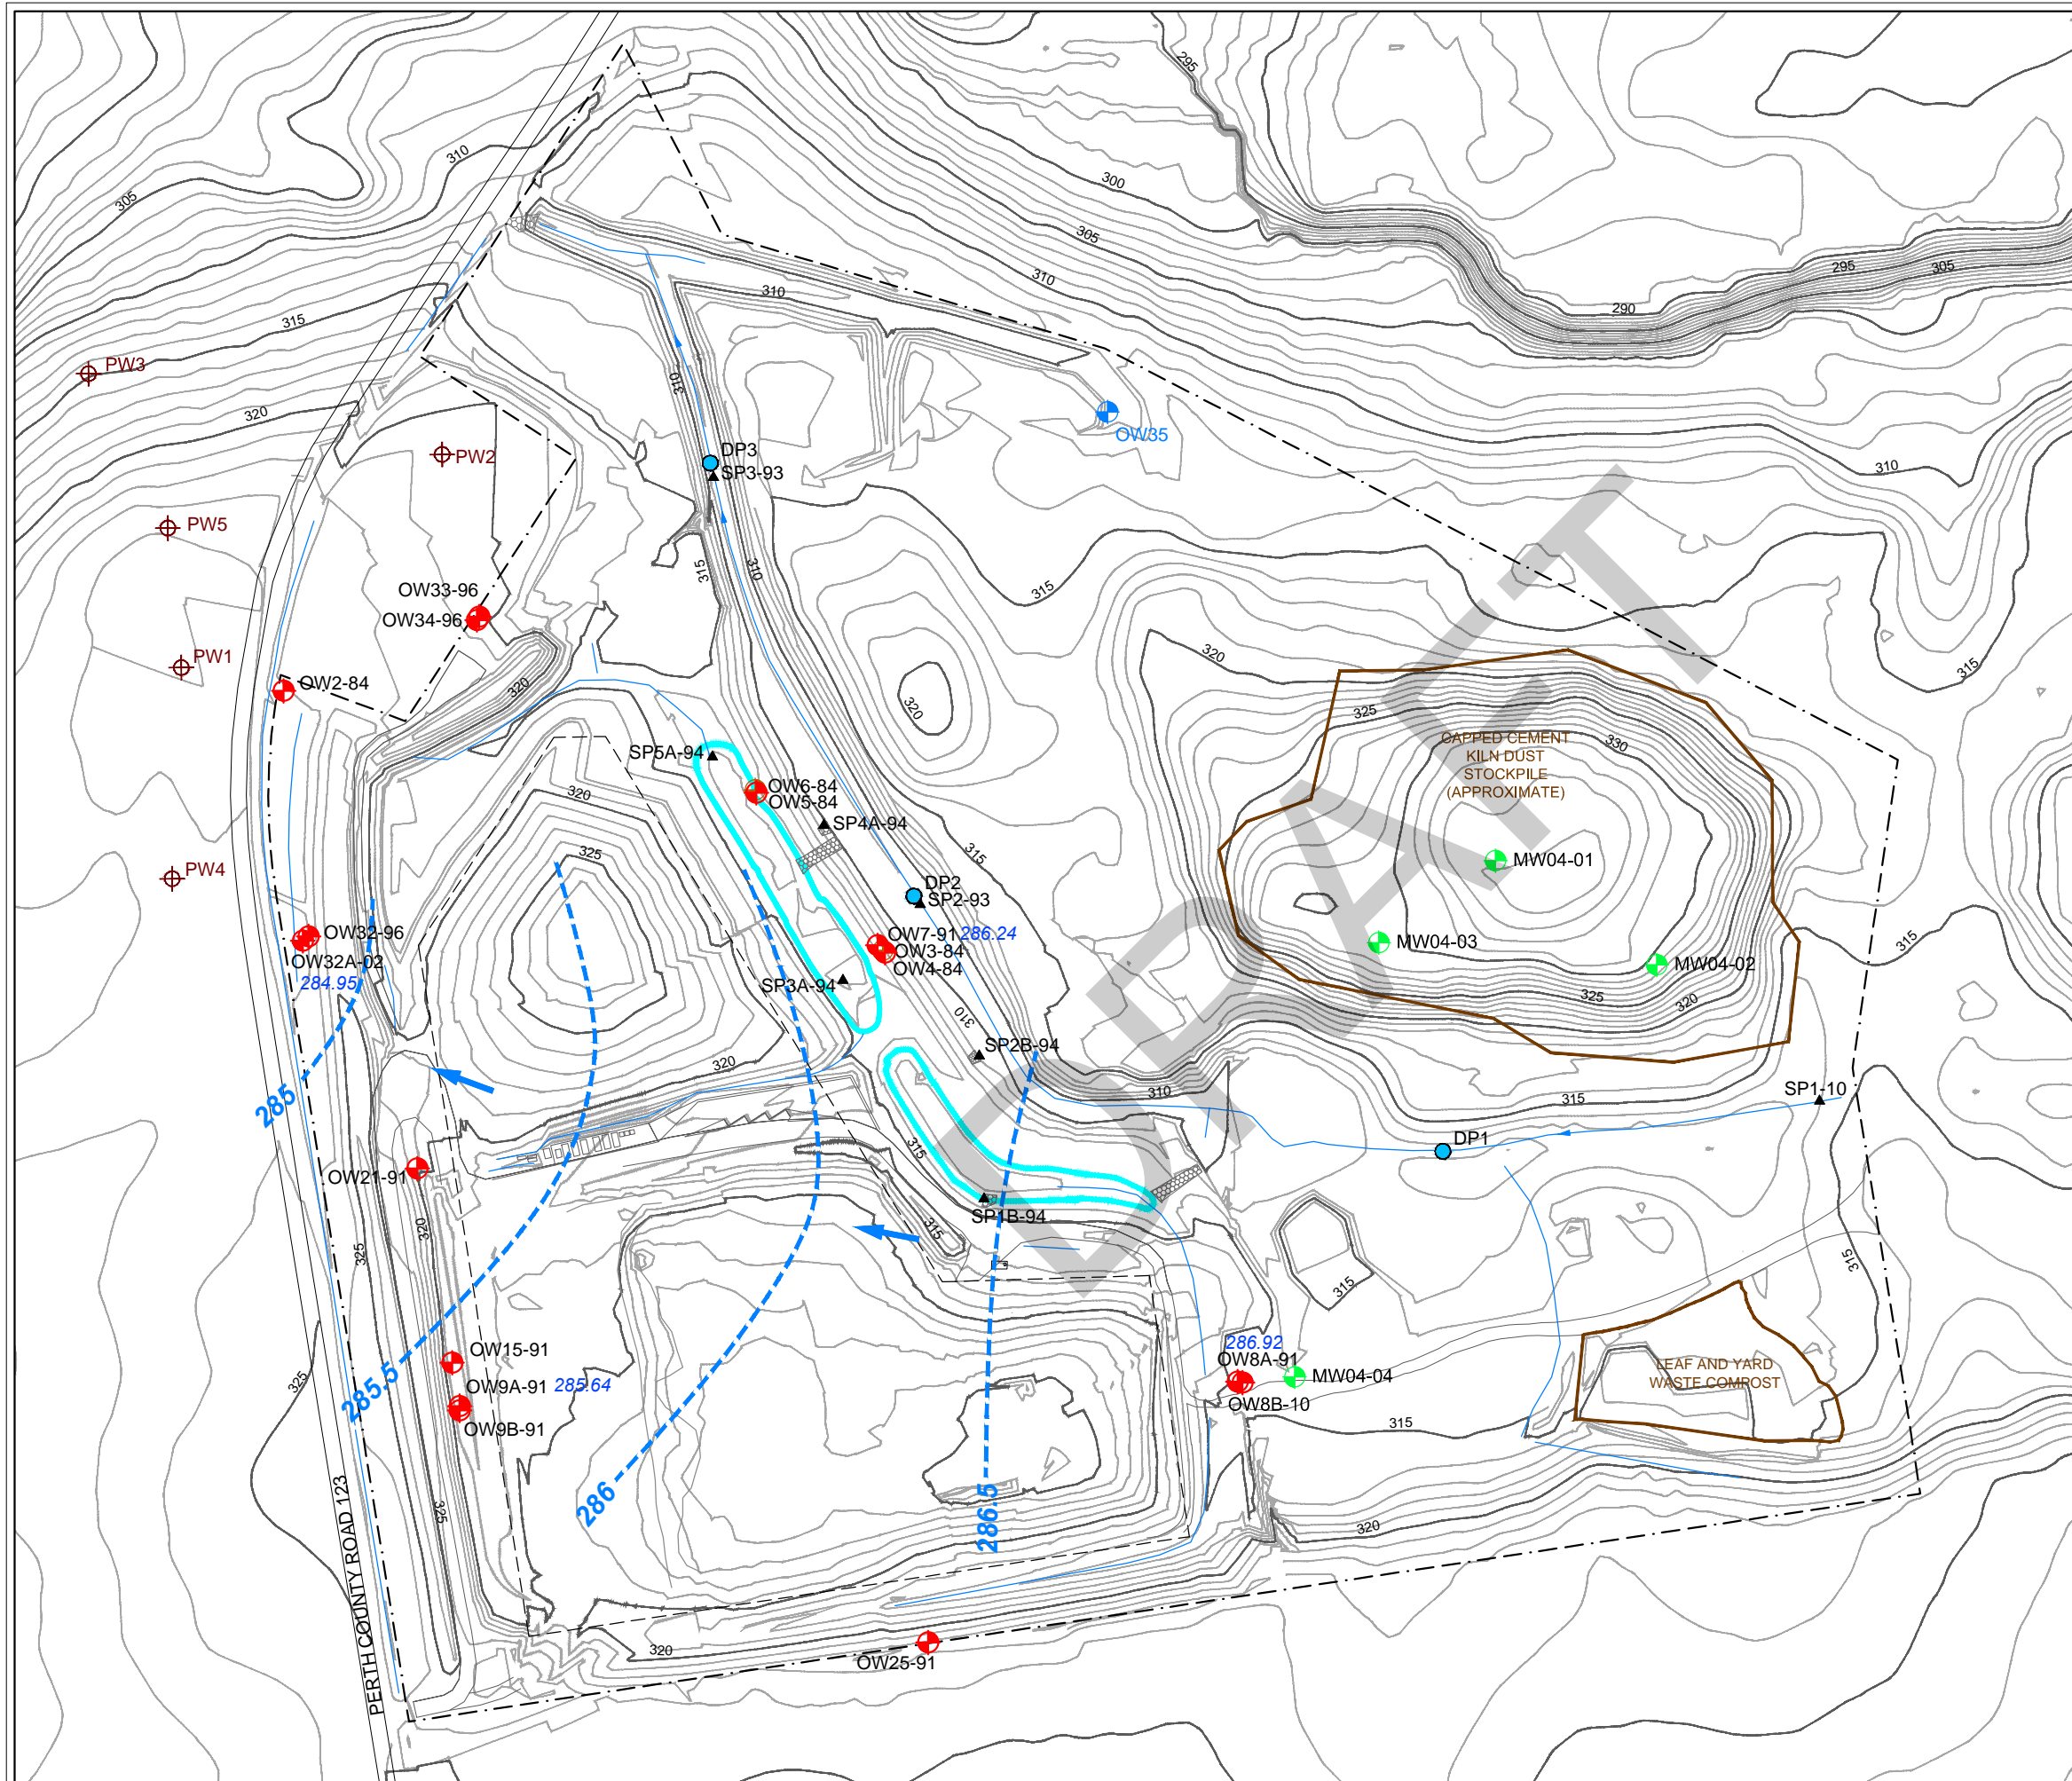 295
310
305
300
305
295
305
310
310
290
315
PW3
310
320
OW35
PW2
DP3
SP3-93
310
PW5
315
310
315
OW33-96
OW34-96
PW1
320
OW2-84
320
320
325
CAPPED CEMENT
KILN DUST
STOCKPILE
(APPROXIMATE)
330
315
SP5A-94
OW6-84
OW5-84
320
SP4A-94
325
315
MW04-01
PW4
DP2
SP2-93
OW7-91 286.24
OW3-84
OW4-84
OW32-96
OW32A-02
284.95
MW04-03
MW04-02
315
SP3A-94
325
320
310
SP2B-94
320
310
315
SP1-10
285
DP1
315
OW21-91
320
325
SP1B-94
315
315
315
286.92
OW8A-91
MW04-04
OW8B-10
LEAF AND YARD
WASTE COMPOST
OW15-91
OW9A-91 285.64
OW9B-91
325
285.5
315
286
286.5
325
320
PERTH COUNTY ROAD 123
320
OW25-91
DRAFT